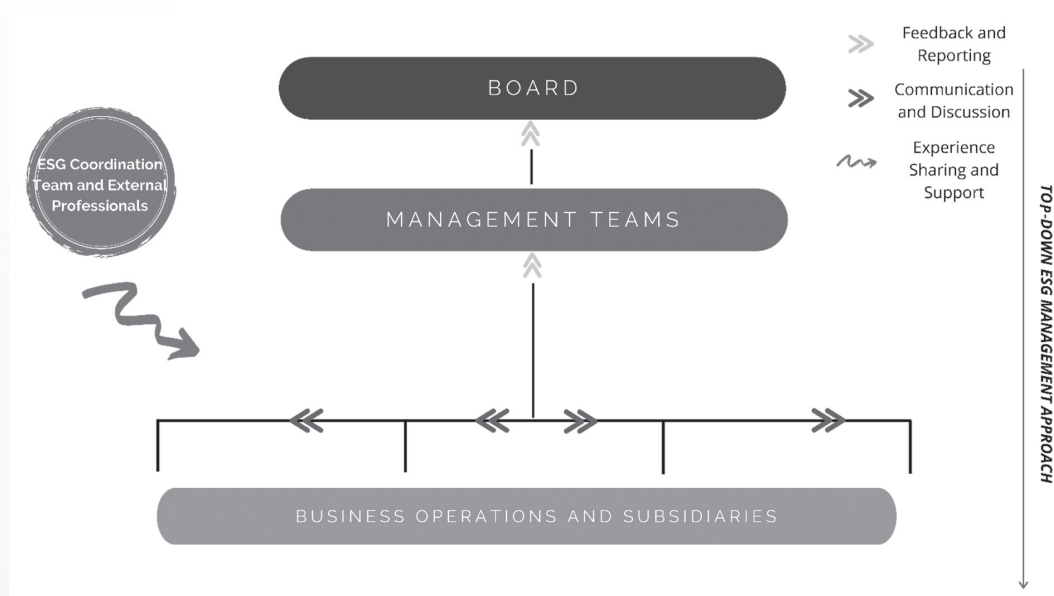 Feedback and
Reporting
BOARD
Communication
and Discussion
ESG Coordination
Team and External
Professionals
Experience
Sharing and
Support
MANAGEMENT TEAMS
TOP-DOWN ESG MANAGEMENT APPROACH
BUSINESS OPERATIONS AND SUBSIDIARIES